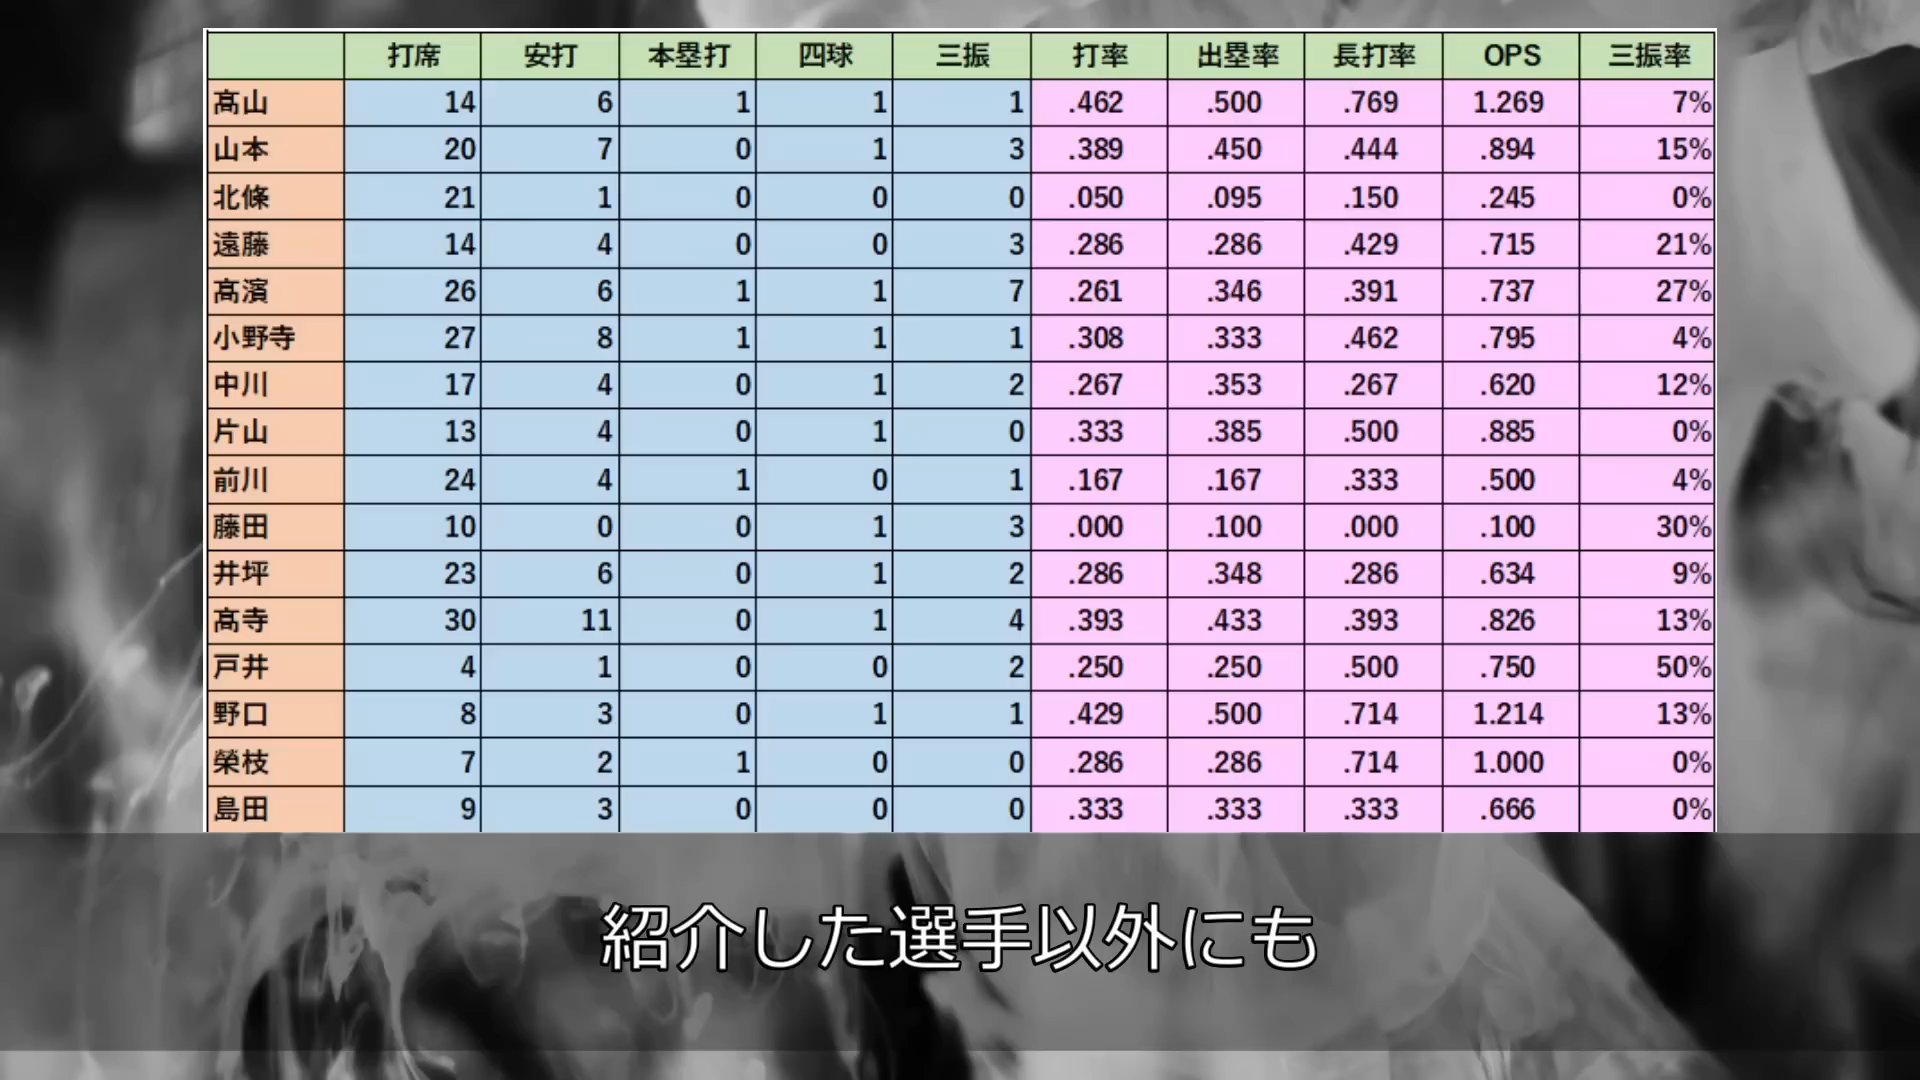 打席 安打 本塁打 四球 三振 打率 出塁率 長打率 OPS 三振率
髙山 14 6 1 1 1 .462 .500 .769 1.269 7%
山本 20 7 0 1 3 .389 .450 .444 .894 15%
北條 21 1 0 0 0 .050 .095 .150 .245 0%
遠藤 14 4 0 0 3 .286 .286 .429 .715 21%
髙濱 26 6 1 1 7 .261 .346 .391 .737 27%
小野寺 27 8 1 1 1 .308 .333 .462 .795 4%
中川 17 4 0 1 2 .267 .353 .267 .620 12%
片山 13 4 0 1 0 .333 .385 .500 .885 0%
前川 24 4 1 0 1 .167 .167 .333 .500 4%
藤田 10 0 0 1 3 .000 .100 .000 .100 30%
井坪 23 6 0 1 2 .286 .348 .286 .634 9%
髙寺 30 11 0 1 4 .393 .433 .393 .826 13%
戸井 4 1 0 0 2 .250 .250 .500 .750 50%
野口 8 3 0 1 1 .429 .500 .714 1.214 13%
榮枝 7 2 1 0 0 .286 .286 .714 1.000 0%
島田 9 3 0 0 0 .333 .333 .333 .666 0%
紹介した選手以外にも